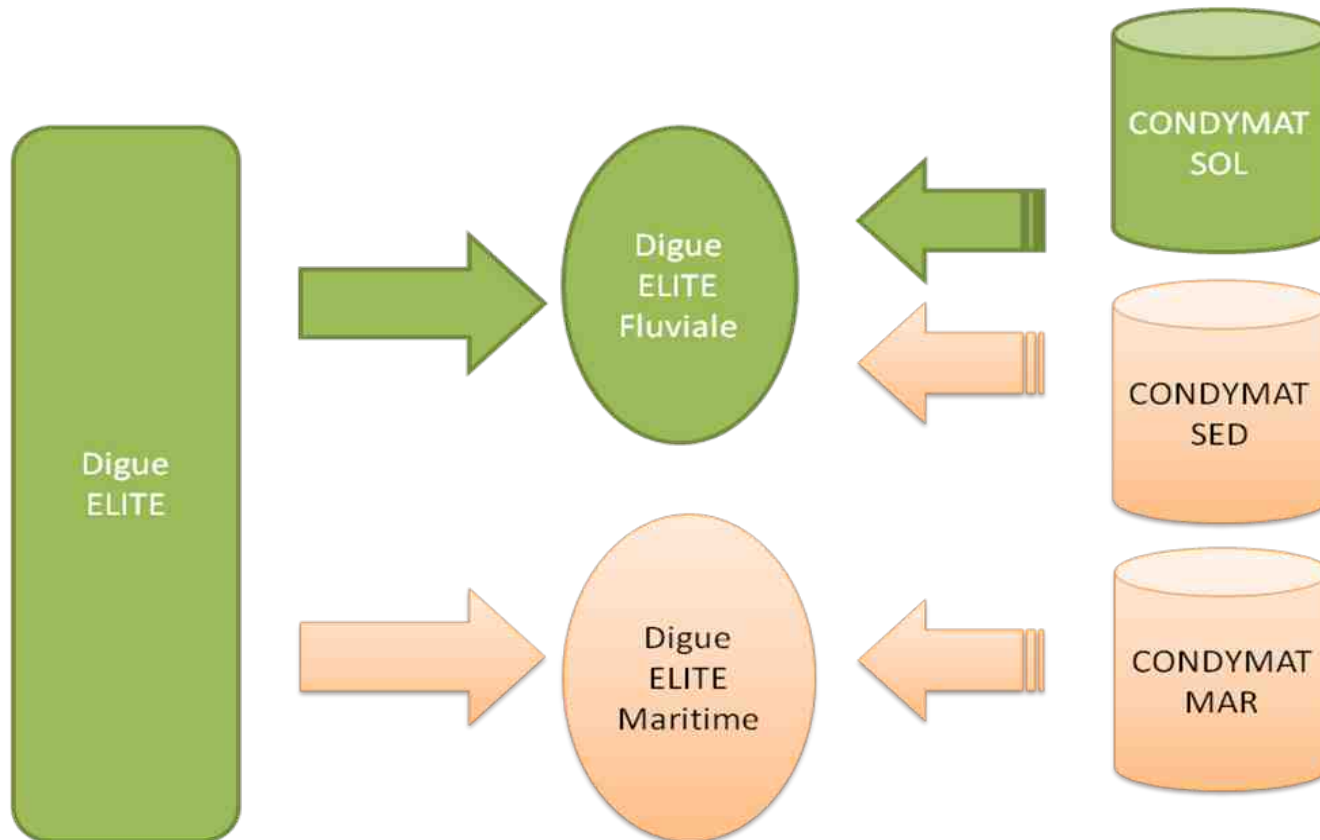 Digue
ELITE
Digue
ELITE
Fluviale
Digue
ELITE
Maritime
CONDYMAT
SOL
CONDYMAT
SED
CONDYMAT
MAR